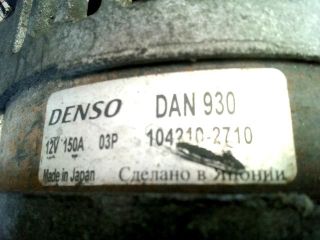 DENSO DAN 930
12V 150A 03P 104210-2710
Made in Japan Сделано в Японии